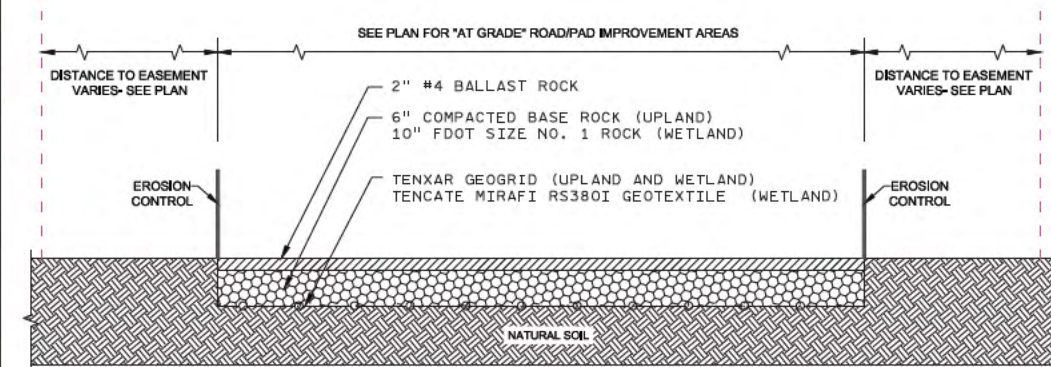 SEE PLAN FOR "AT GRADE" ROAD/PAD IMPROVEMENT AREAS
DISTANCE TO EASEMENT
VARIES- SEE PLAN
DISTANCE TO EASEMENT
VARIES- SEE PLAN
2" #4 BALLAST ROCK
6" COMPACTED BASE ROCK (UPLAND)
10" FDOT SIZE NO. 1 ROCK (WETLAND)
TENXAR GEOGRID (UPLAND AND WETLAND)
TENCATE MIRAFI RS380I GEOTEXTILE (WETLAND)
EROSION
CONTROL
EROSION
CONTROL
NATURAL SOIL